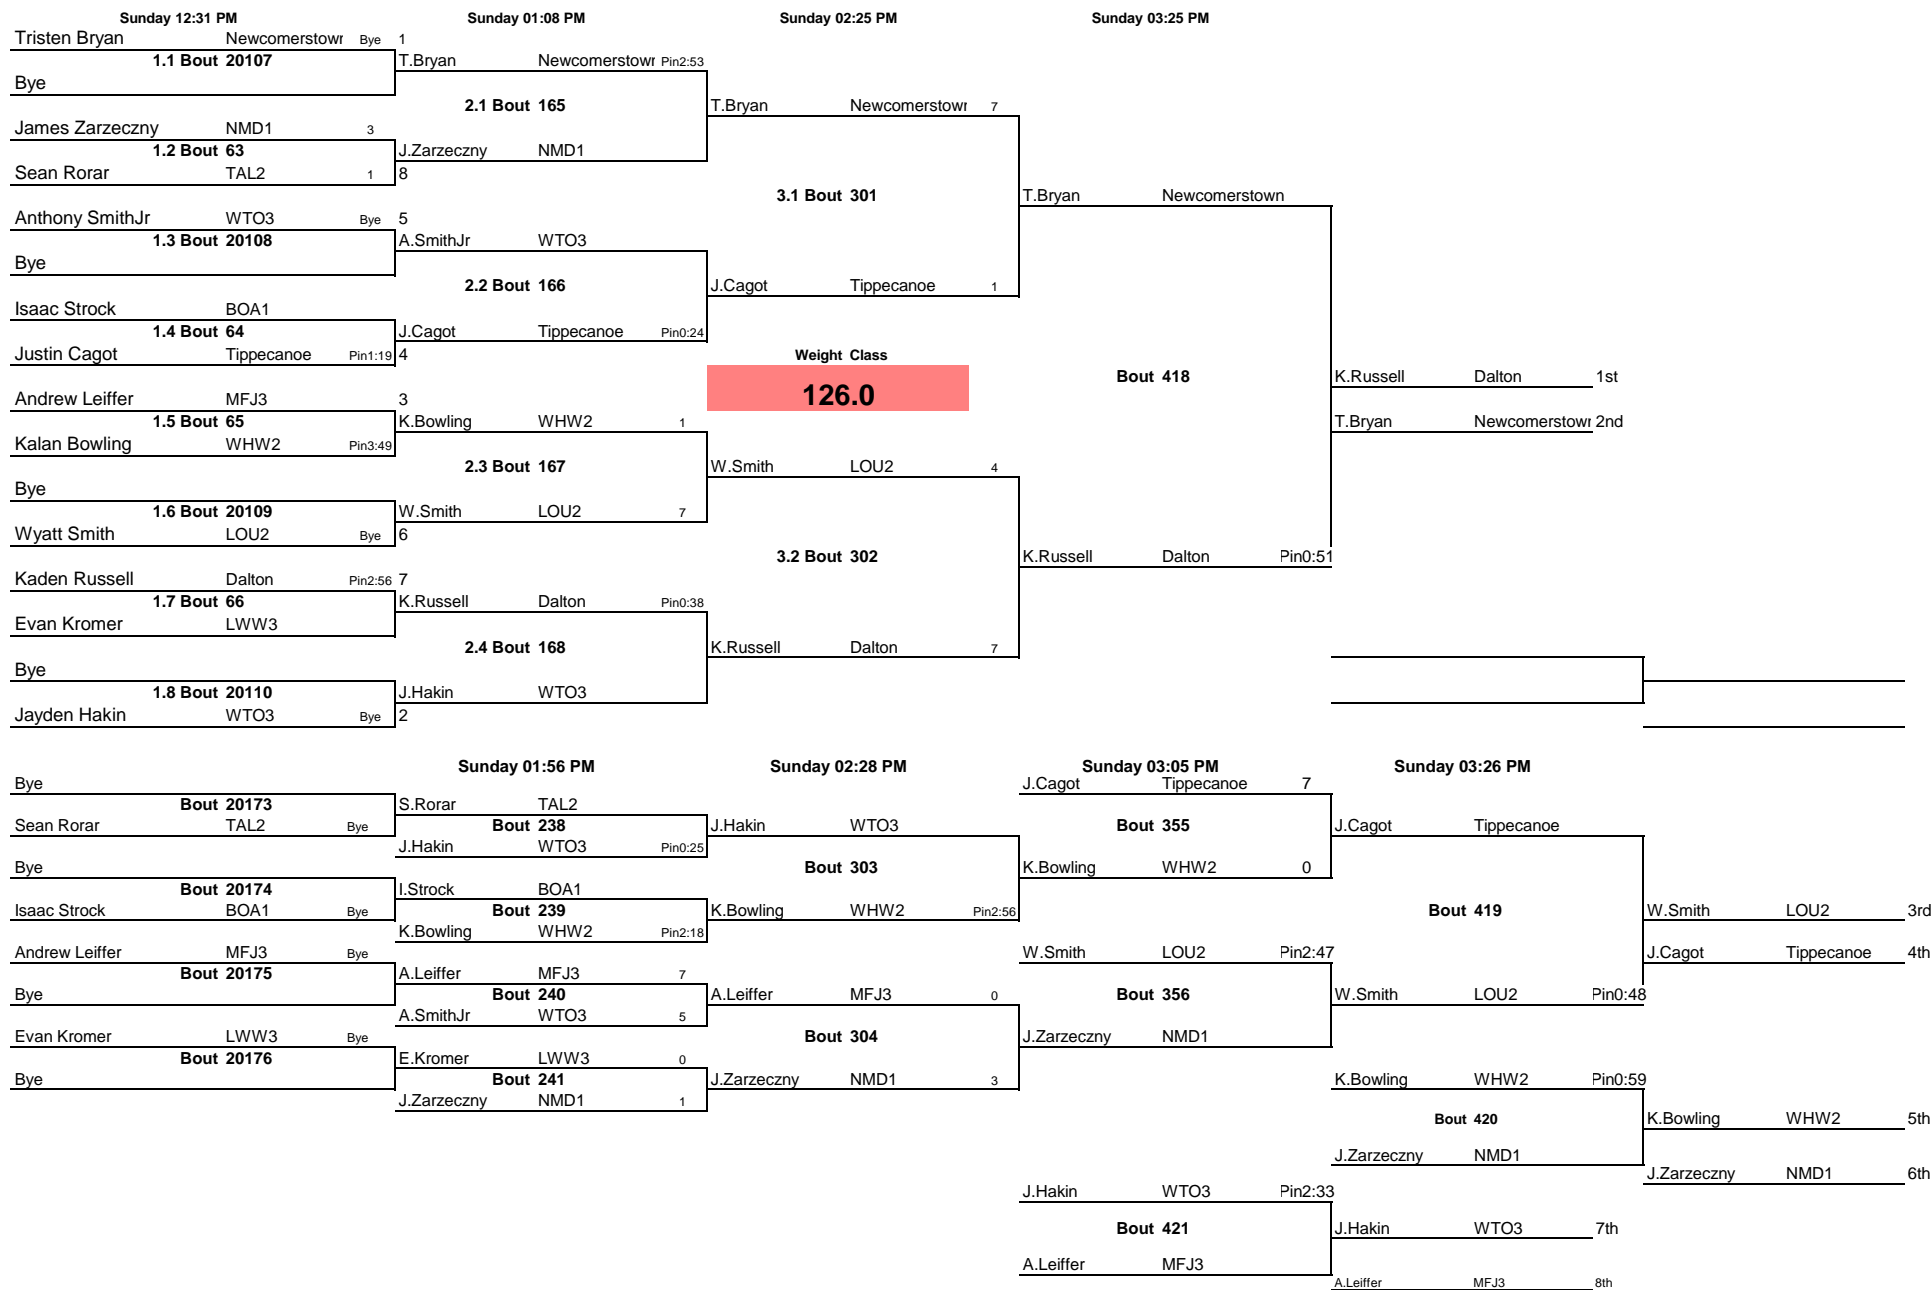 Sunday 12:31 PM Sunday 01:08 PM Sunday 02:25 PM Sunday 03:25 PM
Tristen Bryan Newcomerstowr Bye 1
1.1 Bout 20107 T.Bryan Newcomerstowr Pin2:53
Bye
2.1 Bout 165 T.Bryan Newcomerstowr 7
James Zarzeczny NMD1 3
1.2 Bout 63 J.Zarzeczny NMD1
Sean Rorar TAL2 1 8
3.1 Bout 301 T.Bryan Newcomerstown
Anthony SmithJr WTO3 Bye 5
1.3 Bout 20108 A.SmithJr WTO3
Bye
2.2 Bout 166 J.Cagot Tippecanoe 1
Isaac Strock BOA1
1.4 Bout 64 J.Cagot Tippecanoe Pin0:24
Justin Cagot Tippecanoe Pin1:19 4 Weight Class
Bout 418 K.Russell Dalton 1st
Andrew Leiffer MFJ3 3 126.0
1.5 Bout 65 K.Bowling WHW2 1 T.Bryan Newcomerstowr 2nd
Kalan Bowling WHW2 Pin3:49
2.3 Bout 167 W.Smith LOU2 4
Bye
1.6 Bout 20109 W.Smith LOU2 7
Wyatt Smith LOU2 Bye 6
3.2 Bout 302 K.Russell Dalton Pin0:51
Kaden Russell Dalton Pin2:56 7
1.7 Bout 66 K.Russell Dalton Pin0:38
Evan Kromer LWW3
2.4 Bout 168 K.Russell Dalton 7
Bye
1.8 Bout 20110 J.Hakin WTO3
Jayden Hakin WTO3 Bye 2
Sunday 01:56 PM Sunday 02:28 PM Sunday 03:05 PM Sunday 03:26 PM
Bye J.Cagot Tippecanoe 7
Bout 20173 S.Rorar TAL2
Sean Rorar TAL2 Bye Bout 238 J.Hakin WTO3 Bout 355 J.Cagot Tippecanoe
J.Hakin WTO3 Pin0:25
Bye Bout 303 K.Bowling WHW2 0
Bout 20174 I.Strock BOA1
Isaac Strock BOA1 Bye Bout 239 K.Bowling WHW2 Pin2:56 Bout 419 W.Smith LOU2 3rd
K.Bowling WHW2 Pin2:18
Andrew Leiffer MFJ3 Bye W.Smith LOU2 Pin2:47 J.Cagot Tippecanoe 4th
Bout 20175 A.Leiffer MFJ3 7
Bye Bout 240 A.Leiffer MFJ3 0 Bout 356 W.Smith LOU2 Pin0:48
A.SmithJr WTO3 5
Evan Kromer LWW3 Bye Bout 304 J.Zarzeczny NMD1
Bout 20176 E.Kromer LWW3 0
Bye Bout 241 J.Zarzeczny NMD1 3 K.Bowling WHW2 Pin0:59
J.Zarzeczny NMD1 1
Bout 420 K.Bowling WHW2 5th
J.Zarzeczny NMD1
J.Zarzeczny NMD1 6th
J.Hakin WTO3 Pin2:33
Bout 421 J.Hakin WTO3 7th
A.Leiffer MFJ3
A.Leiffer MFJ3 8th